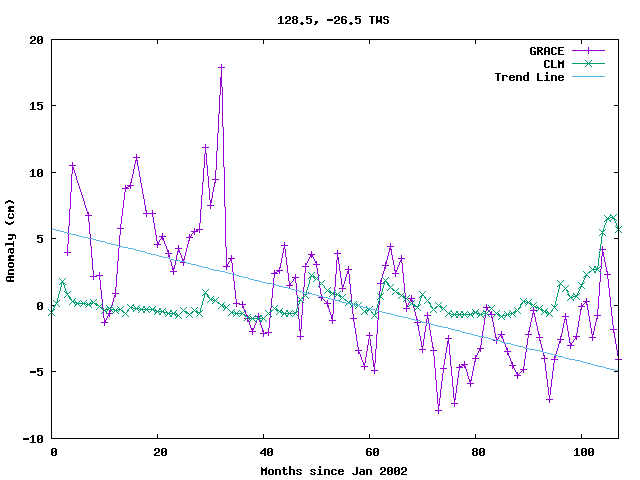 128.5, -26.5 TWS
GRACE
CLM
Trend Line
20
15
10
5
0
-5
-10
Anomaly (cm)
0 20 40 60 80 100
Months since Jan 2002